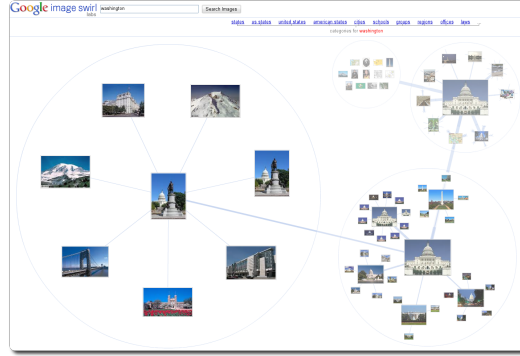 Google image swirl washington Search Images
labs
states us.states united.states american.states cities schools groups regions offices laws
categories for washington